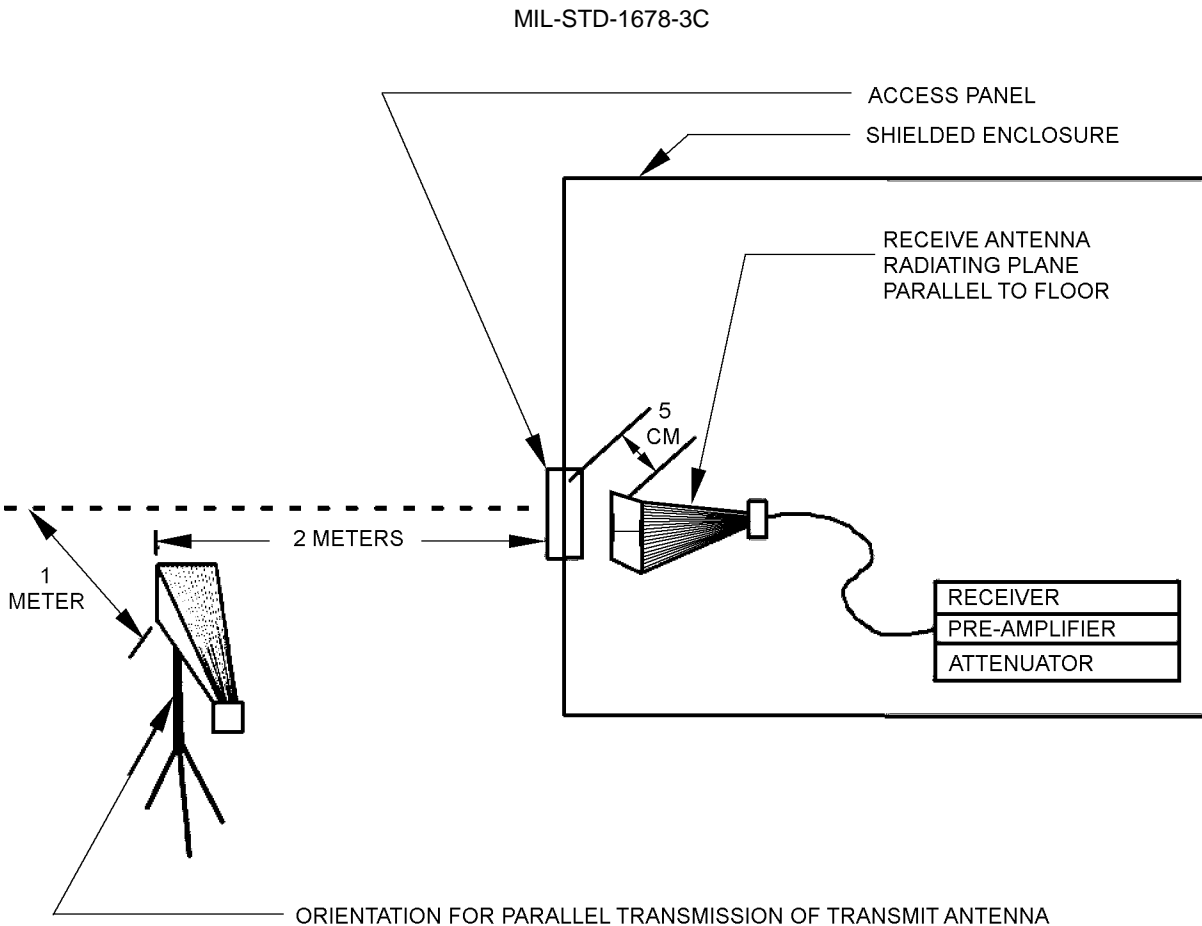 MIL-STD-1678-3C
ACCESS PANEL
SHIELDED ENCLOSURE
RECEIVE ANTENNA
RADIATING PLANE
PARALLEL TO FLOOR
5
CM
2 METERS
1
METER
RECEIVER
PRE-AMPLIFIER
ATTENUATOR
ORIENTATION FOR PARALLEL TRANSMISSION OF TRANSMIT ANTENNA